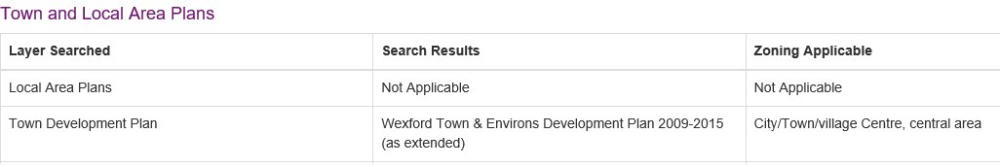 Town and Local Area Plans
Layer Searched Search Results Zoning Applicable
Local Area Plans Not Applicable Not Applicable
Town Development Plan Wexford Town & Environs Development Plan 2009-2015 City/Town/village Centre, central area
(as extended)